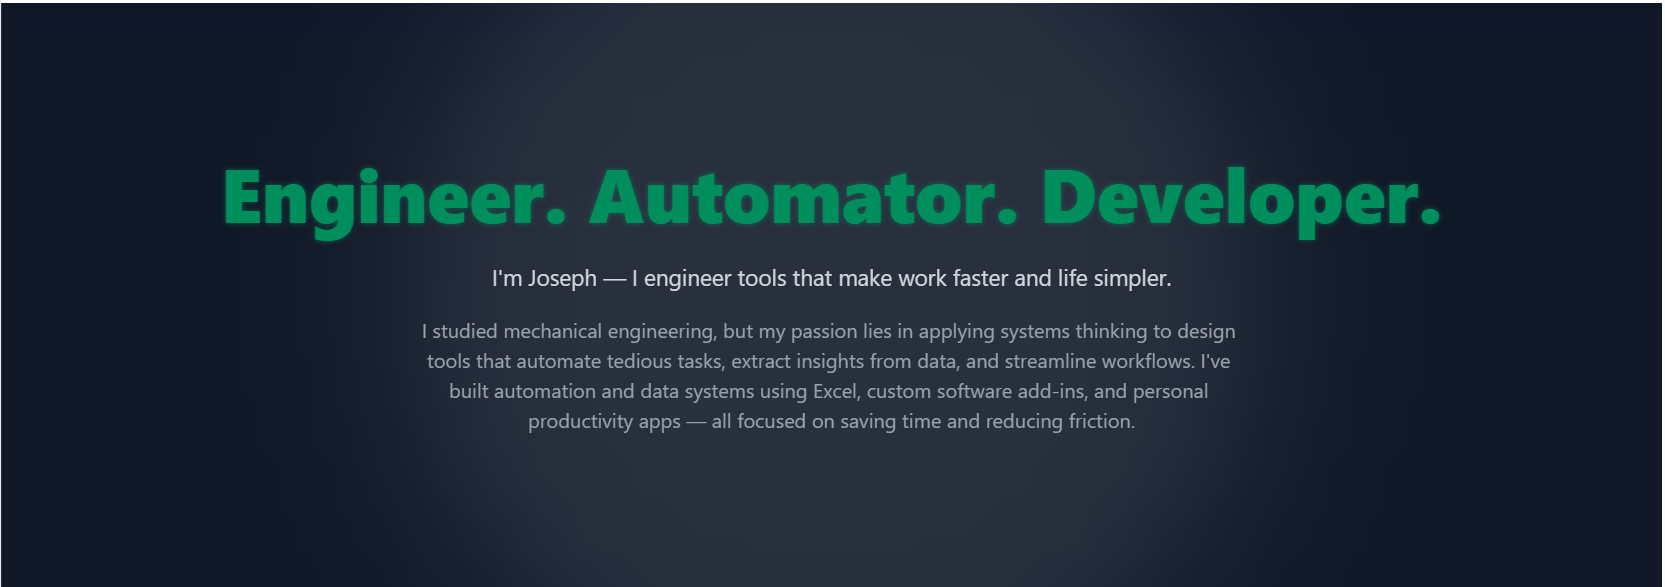 Engineer. Automator. Developer.
I'm Joseph — I engineer tools that make work faster and life simpler.
I studied mechanical engineering, but my passion lies in applying systems thinking to design
tools that automate tedious tasks, extract insights from data, and streamline workflows. I've
built automation and data systems using Excel, custom software add-ins, and personal
productivity apps — all focused on saving time and reducing friction.